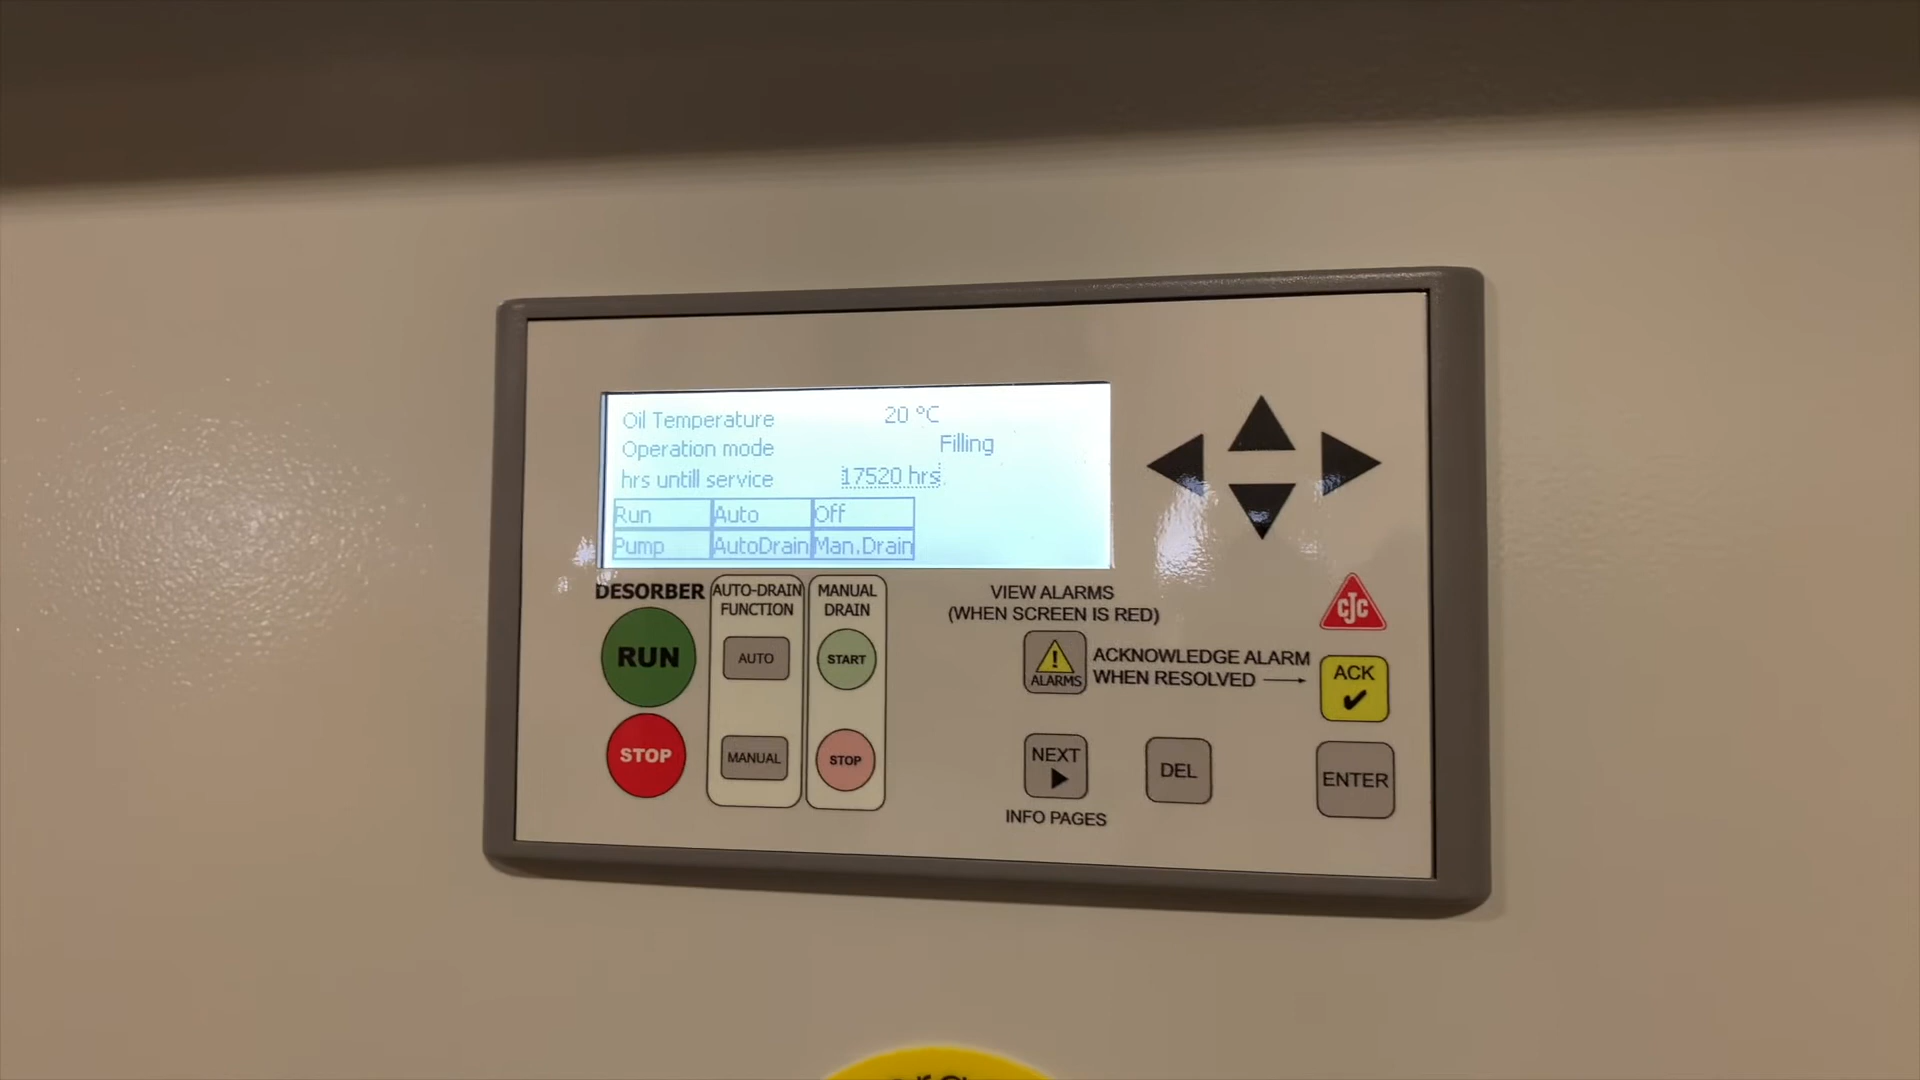 Oil Temperature 20 °C
Operation mode Filling
hrs untill service 17520 hrs
Run Auto Off
Pump AutoDrain Man.Drain
DESORBER
RUN
STOP
AUTO-DRAIN
FUNCTION
AUTO
MANUAL
MANUAL
DRAIN
START
STOP
VIEW ALARMS
(WHEN SCREEN IS RED)
!
ALARMS
ACKNOWLEDGE ALARM
WHEN RESOLVED
CJC
ACK
NEXT
INFO PAGES
DEL
ENTER